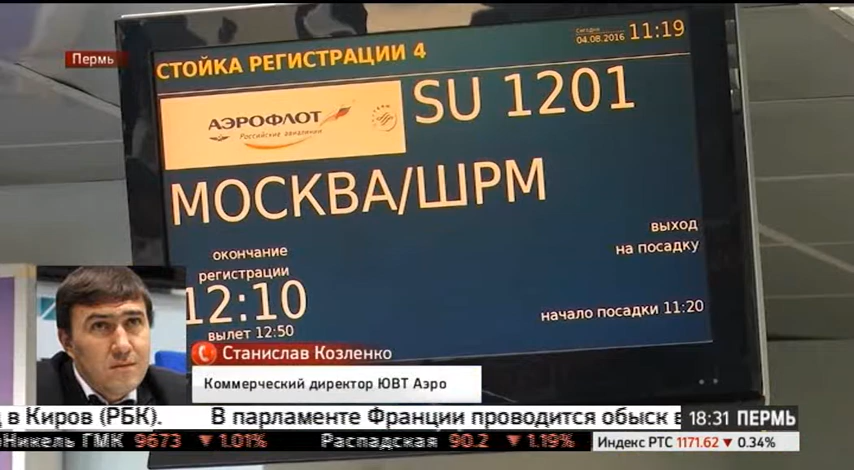 Пермь
СТОЙКА РЕГИСТРАЦИИ 4
Сегодня
04.08.2016 11:19
АЭРОФЛОТ
Российские авиалинии
SU 1201
МОСКВА/ШРМ
окончание
регистрации
12:10
вылет 12:50
выход
на посадку
начало посадки 11:20
Станислав Козленко
Коммерческий директор ЮВТ Аэро
в Киров (РБК). В парламенте Франции проводится обыск в
18:31 ПЕРМЬ
рНикель ГМК 9673 ▼ 1.01% Распадская 90.2 ▼ 1.19%
Индекс РТС 1171.62 ▼ 0.34%